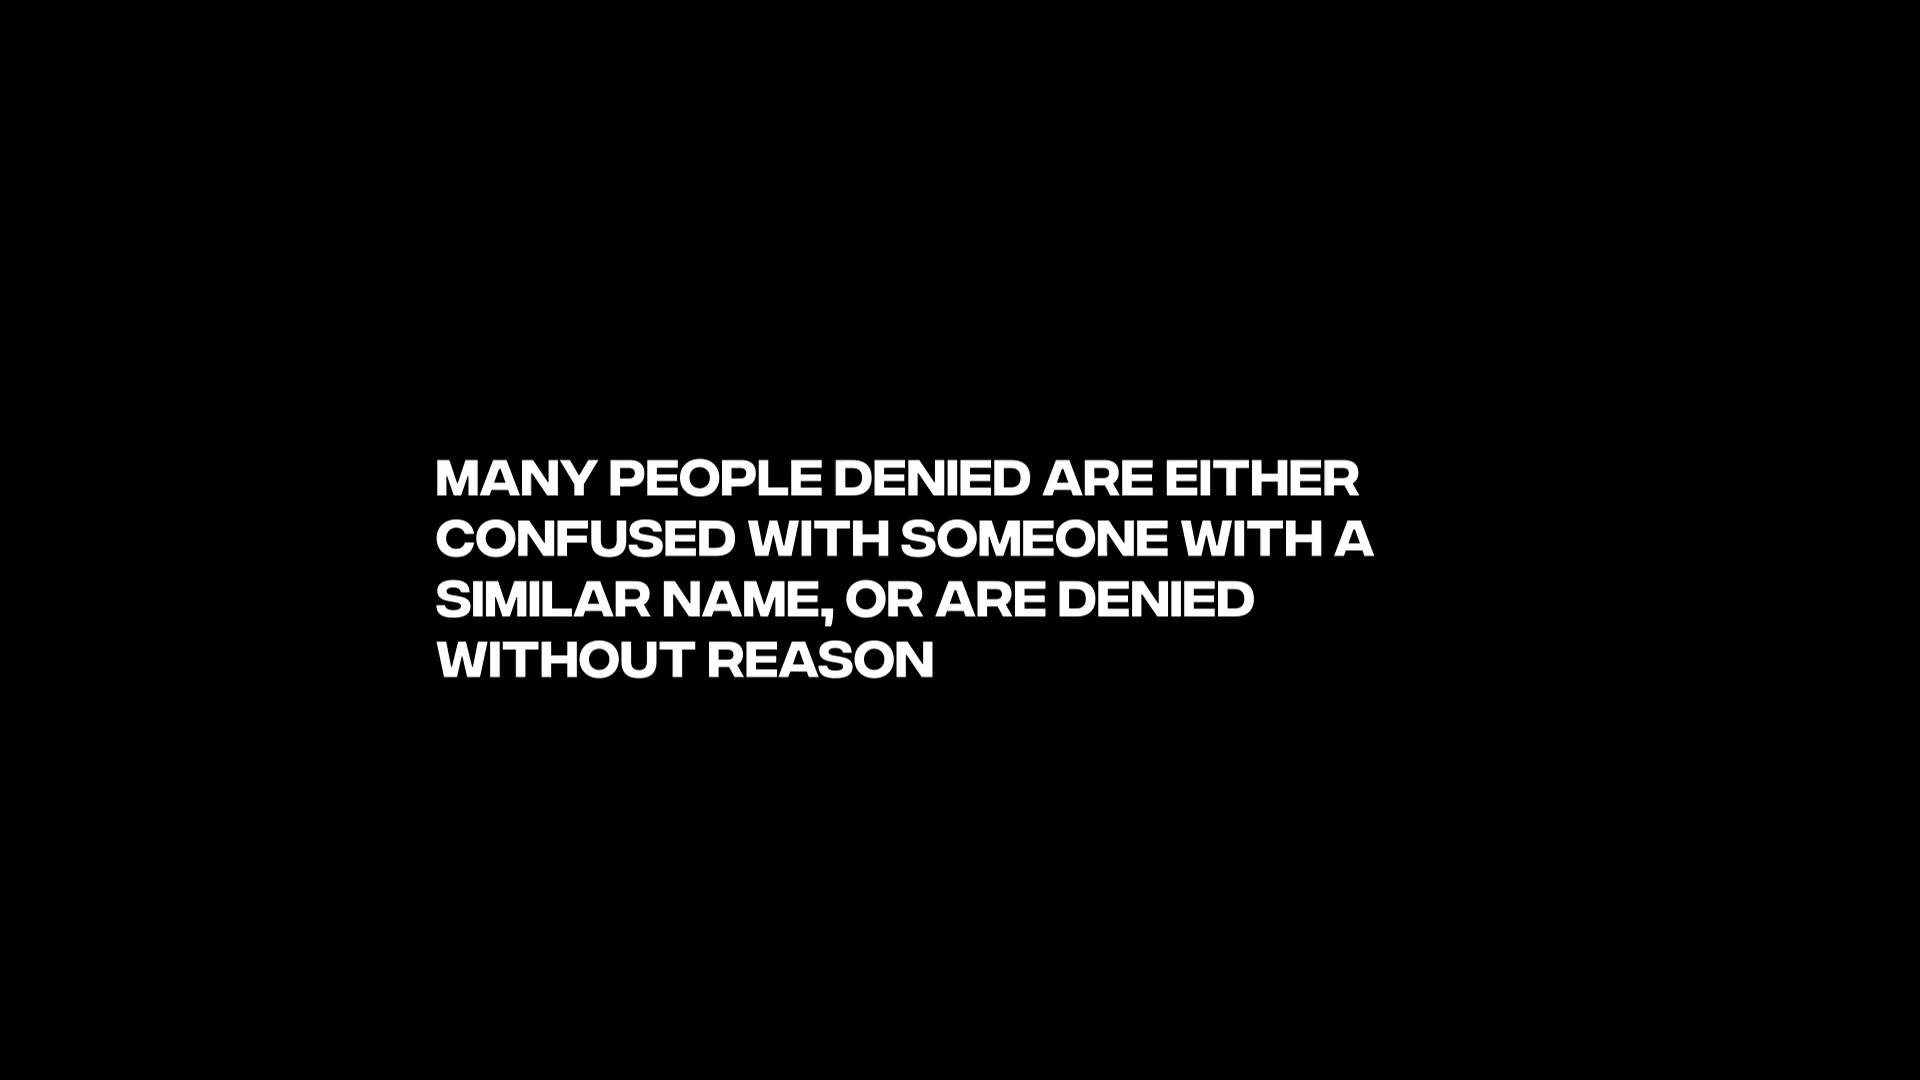 MANY PEOPLE DENIED ARE EITHER
CONFUSED WITH SOMEONE WITH A
SIMILAR NAME, OR ARE DENIED
WITHOUT REASON